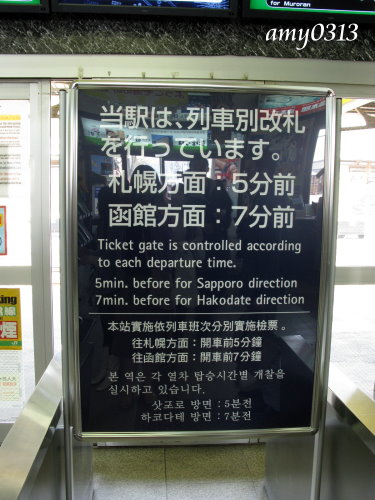 for Muroran
amy0313
当駅は、列車別改札
を行っています。
札幌方面：5分前
函館方面：7分前
Ticket gate is controlled according
to each departure time.
5min. before for Sapporo direction
7min. before for Hakodate direction
本站實施依列車班次分別實施檢票。
往札幌方面：開車前5分鐘
往函館方面：開車前7分鐘
본 역은 각 열차 탑승시간별 개찰을
실시하고 있습니다.
삿포로 방면 : 5분전
하코다테 방면 : 7분전